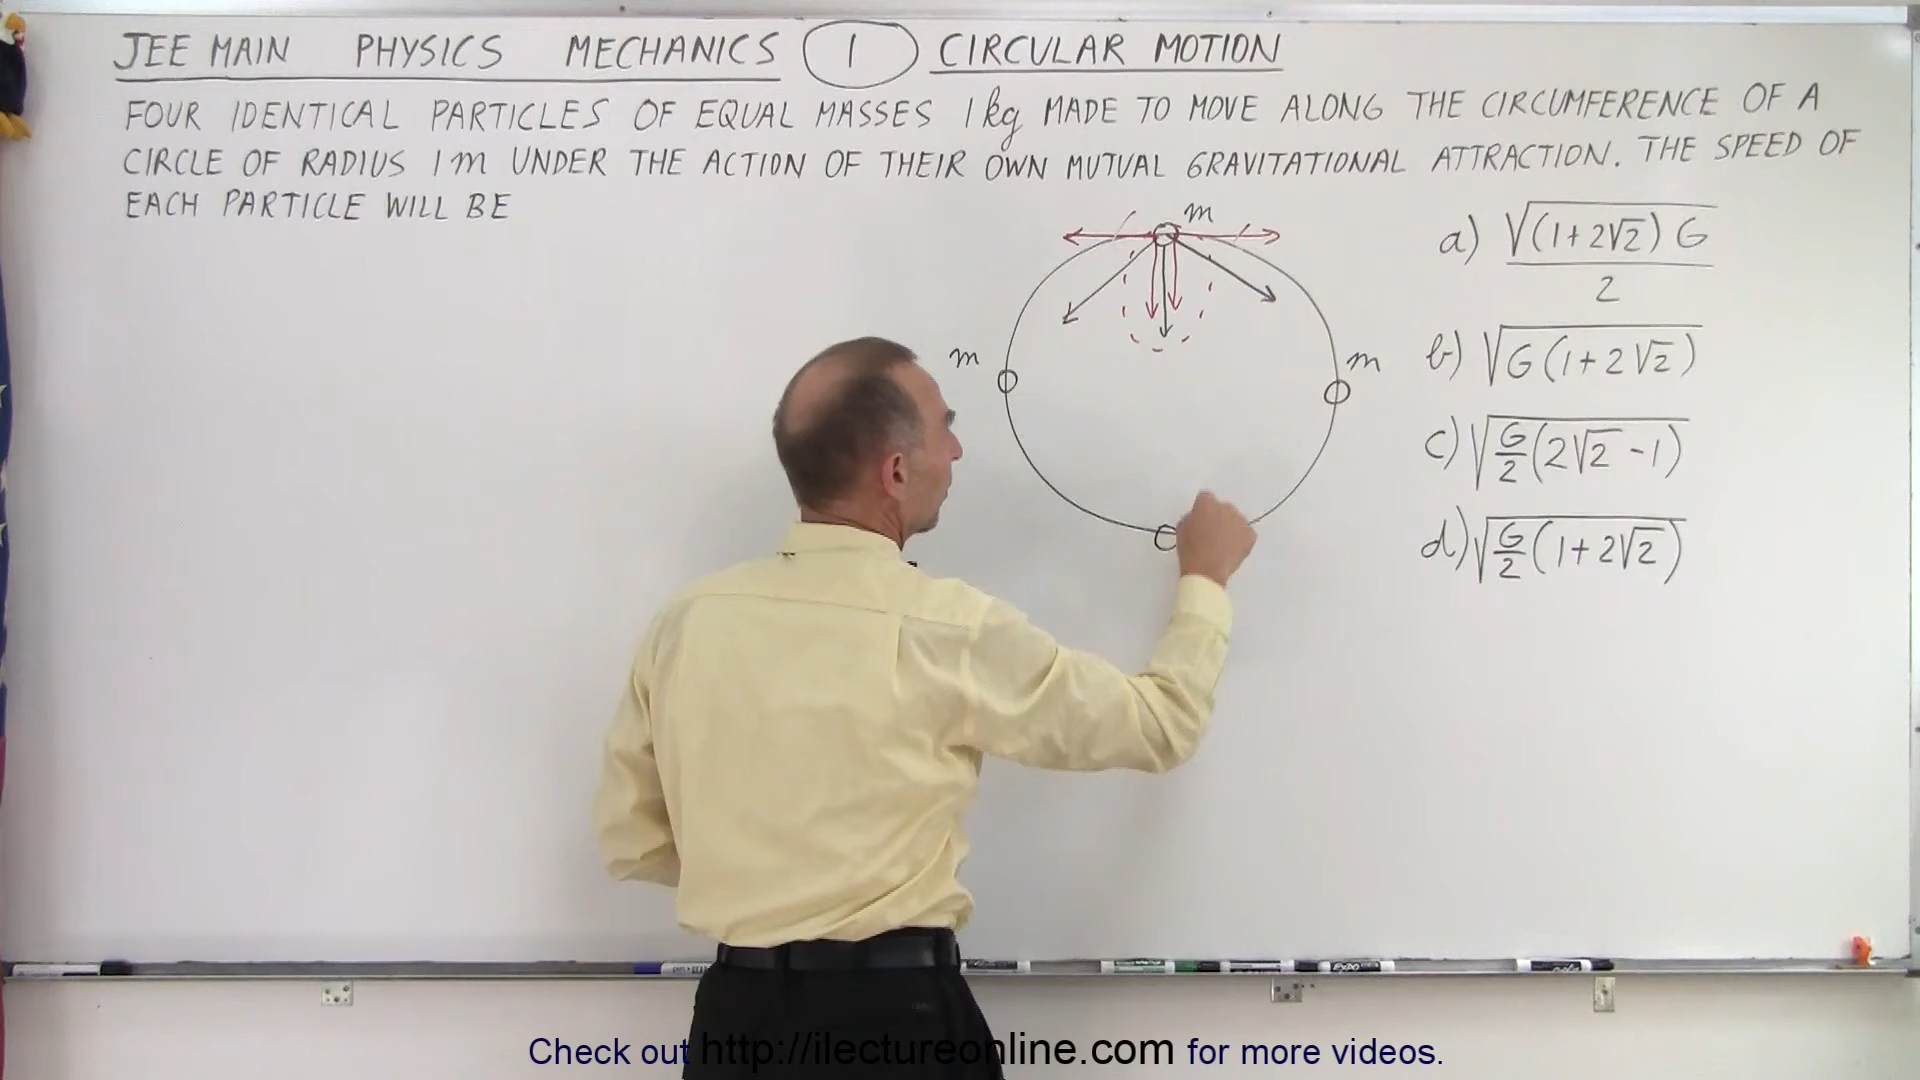 JEE MAIN PHYSICS MECHANICS 1 CIRCULAR MOTION
FOUR IDENTICAL PARTICLES OF EQUAL MASSES 1 kg MADE TO MOVE ALONG THE CIRCUMFERENCE OF A
CIRCLE OF RADIUS 1 m UNDER THE ACTION OF THEIR OWN MUTUAL GRAVITATIONAL ATTRACTION. THE SPEED OF
EACH PARTICLE WILL BE
m
a) √(1+2√2) G / 2
m
m
b) √G(1+2√2)
c) √G/2(2√2 -1)
d) √G/2(1+2√2)
EXPO
Check out http://ilectureonline.com for more videos.